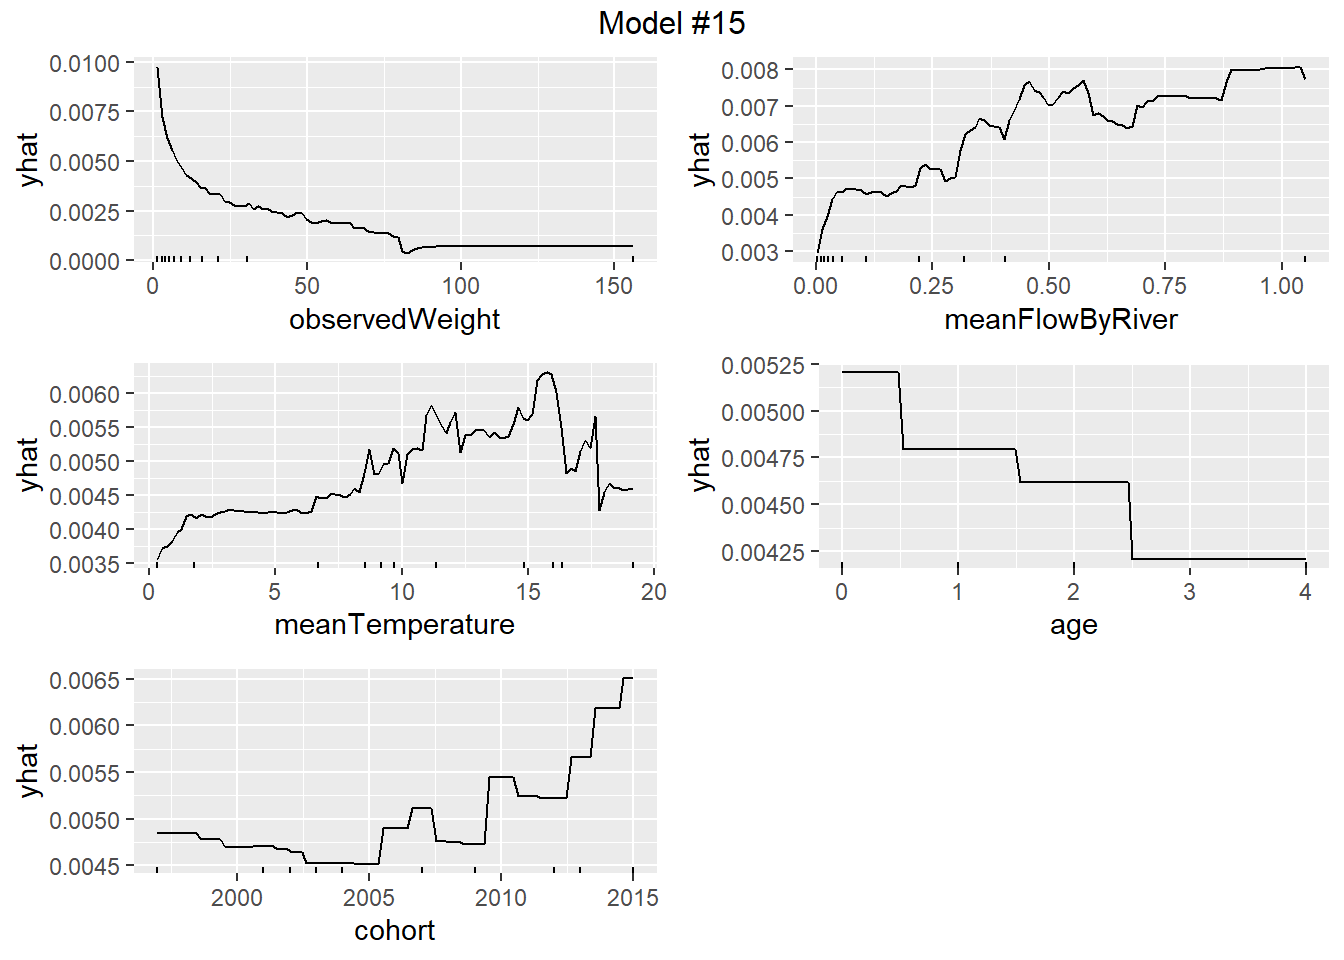 Model #15
0.0100
0.0075
0.0050
0.0025
0.0000
yhat
0 50 100 150
observedWeight
0.008
0.007
0.006
0.005
0.004
0.003
yhat
0.00 0.25 0.50 0.75 1.00
meanFlowByRiver
0.0060
0.0055
0.0050
0.0045
0.0040
0.0035
yhat
0 5 10 15 20
meanTemperature
0.00525
0.00500
0.00475
0.00450
0.00425
yhat
0 1 2 3 4
age
0.0065
0.0060
0.0055
0.0050
0.0045
yhat
2000 2005 2010 2015
cohort